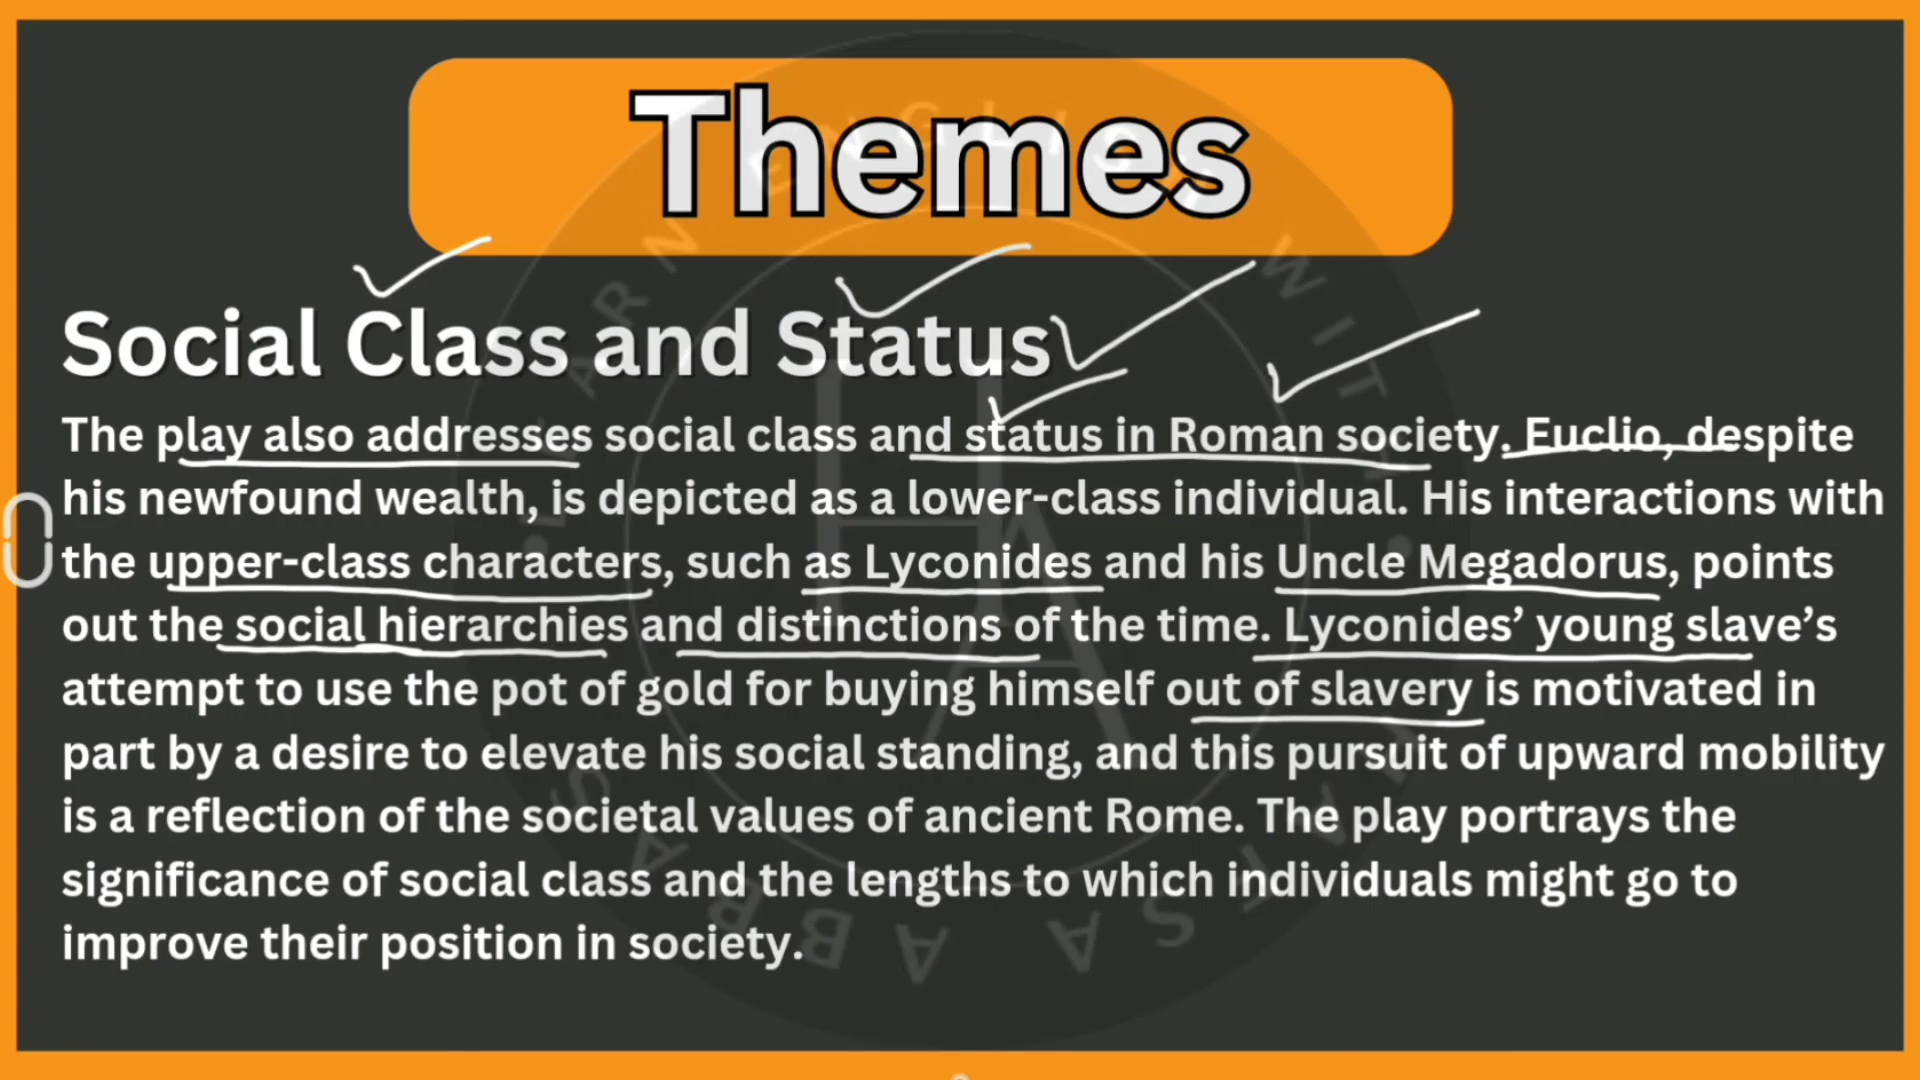 Themes
Social Class and Status
The play also addresses social class and status in Roman society. Euclio, despite
his newfound wealth, is depicted as a lower-class individual. His interactions with
the upper-class characters, such as Lyconides and his Uncle Megadorus, points
out the social hierarchies and distinctions of the time. Lyconides’ young slave’s
attempt to use the pot of gold for buying himself out of slavery is motivated in
part by a desire to elevate his social standing, and this pursuit of upward mobility
is a reflection of the societal values of ancient Rome. The play portrays the
significance of social class and the lengths to which individuals might go to
improve their position in society.